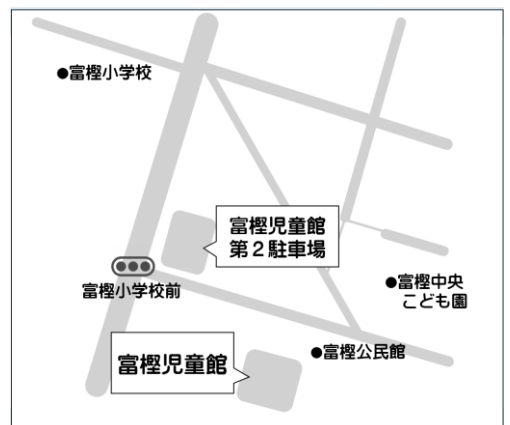 ●富樫小学校
富樫児童館
第2駐車場
富樫小学校前
●富樫中央
こども園
●富樫公民館
富樫児童館